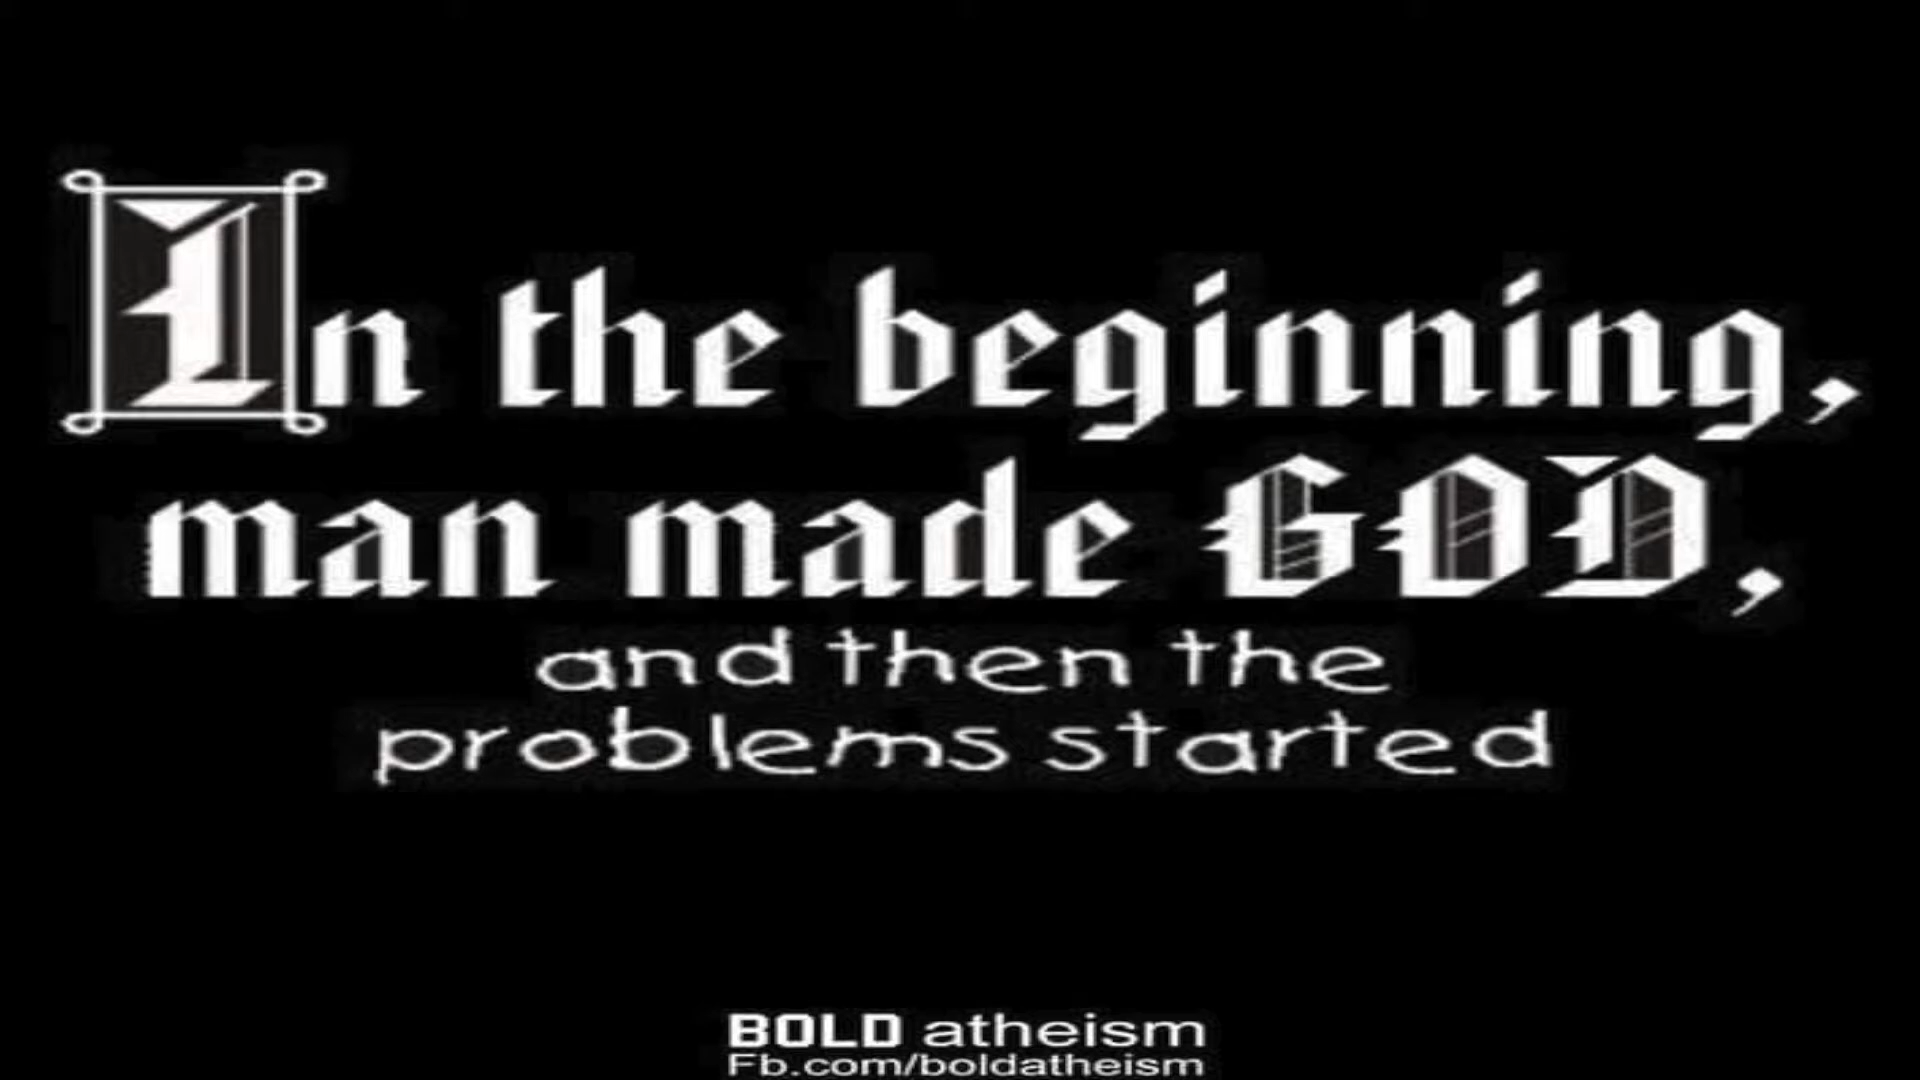 In the beginning,
man made GOD,
and then the
problems started
BOLD atheism
Fb.com/boldatheism